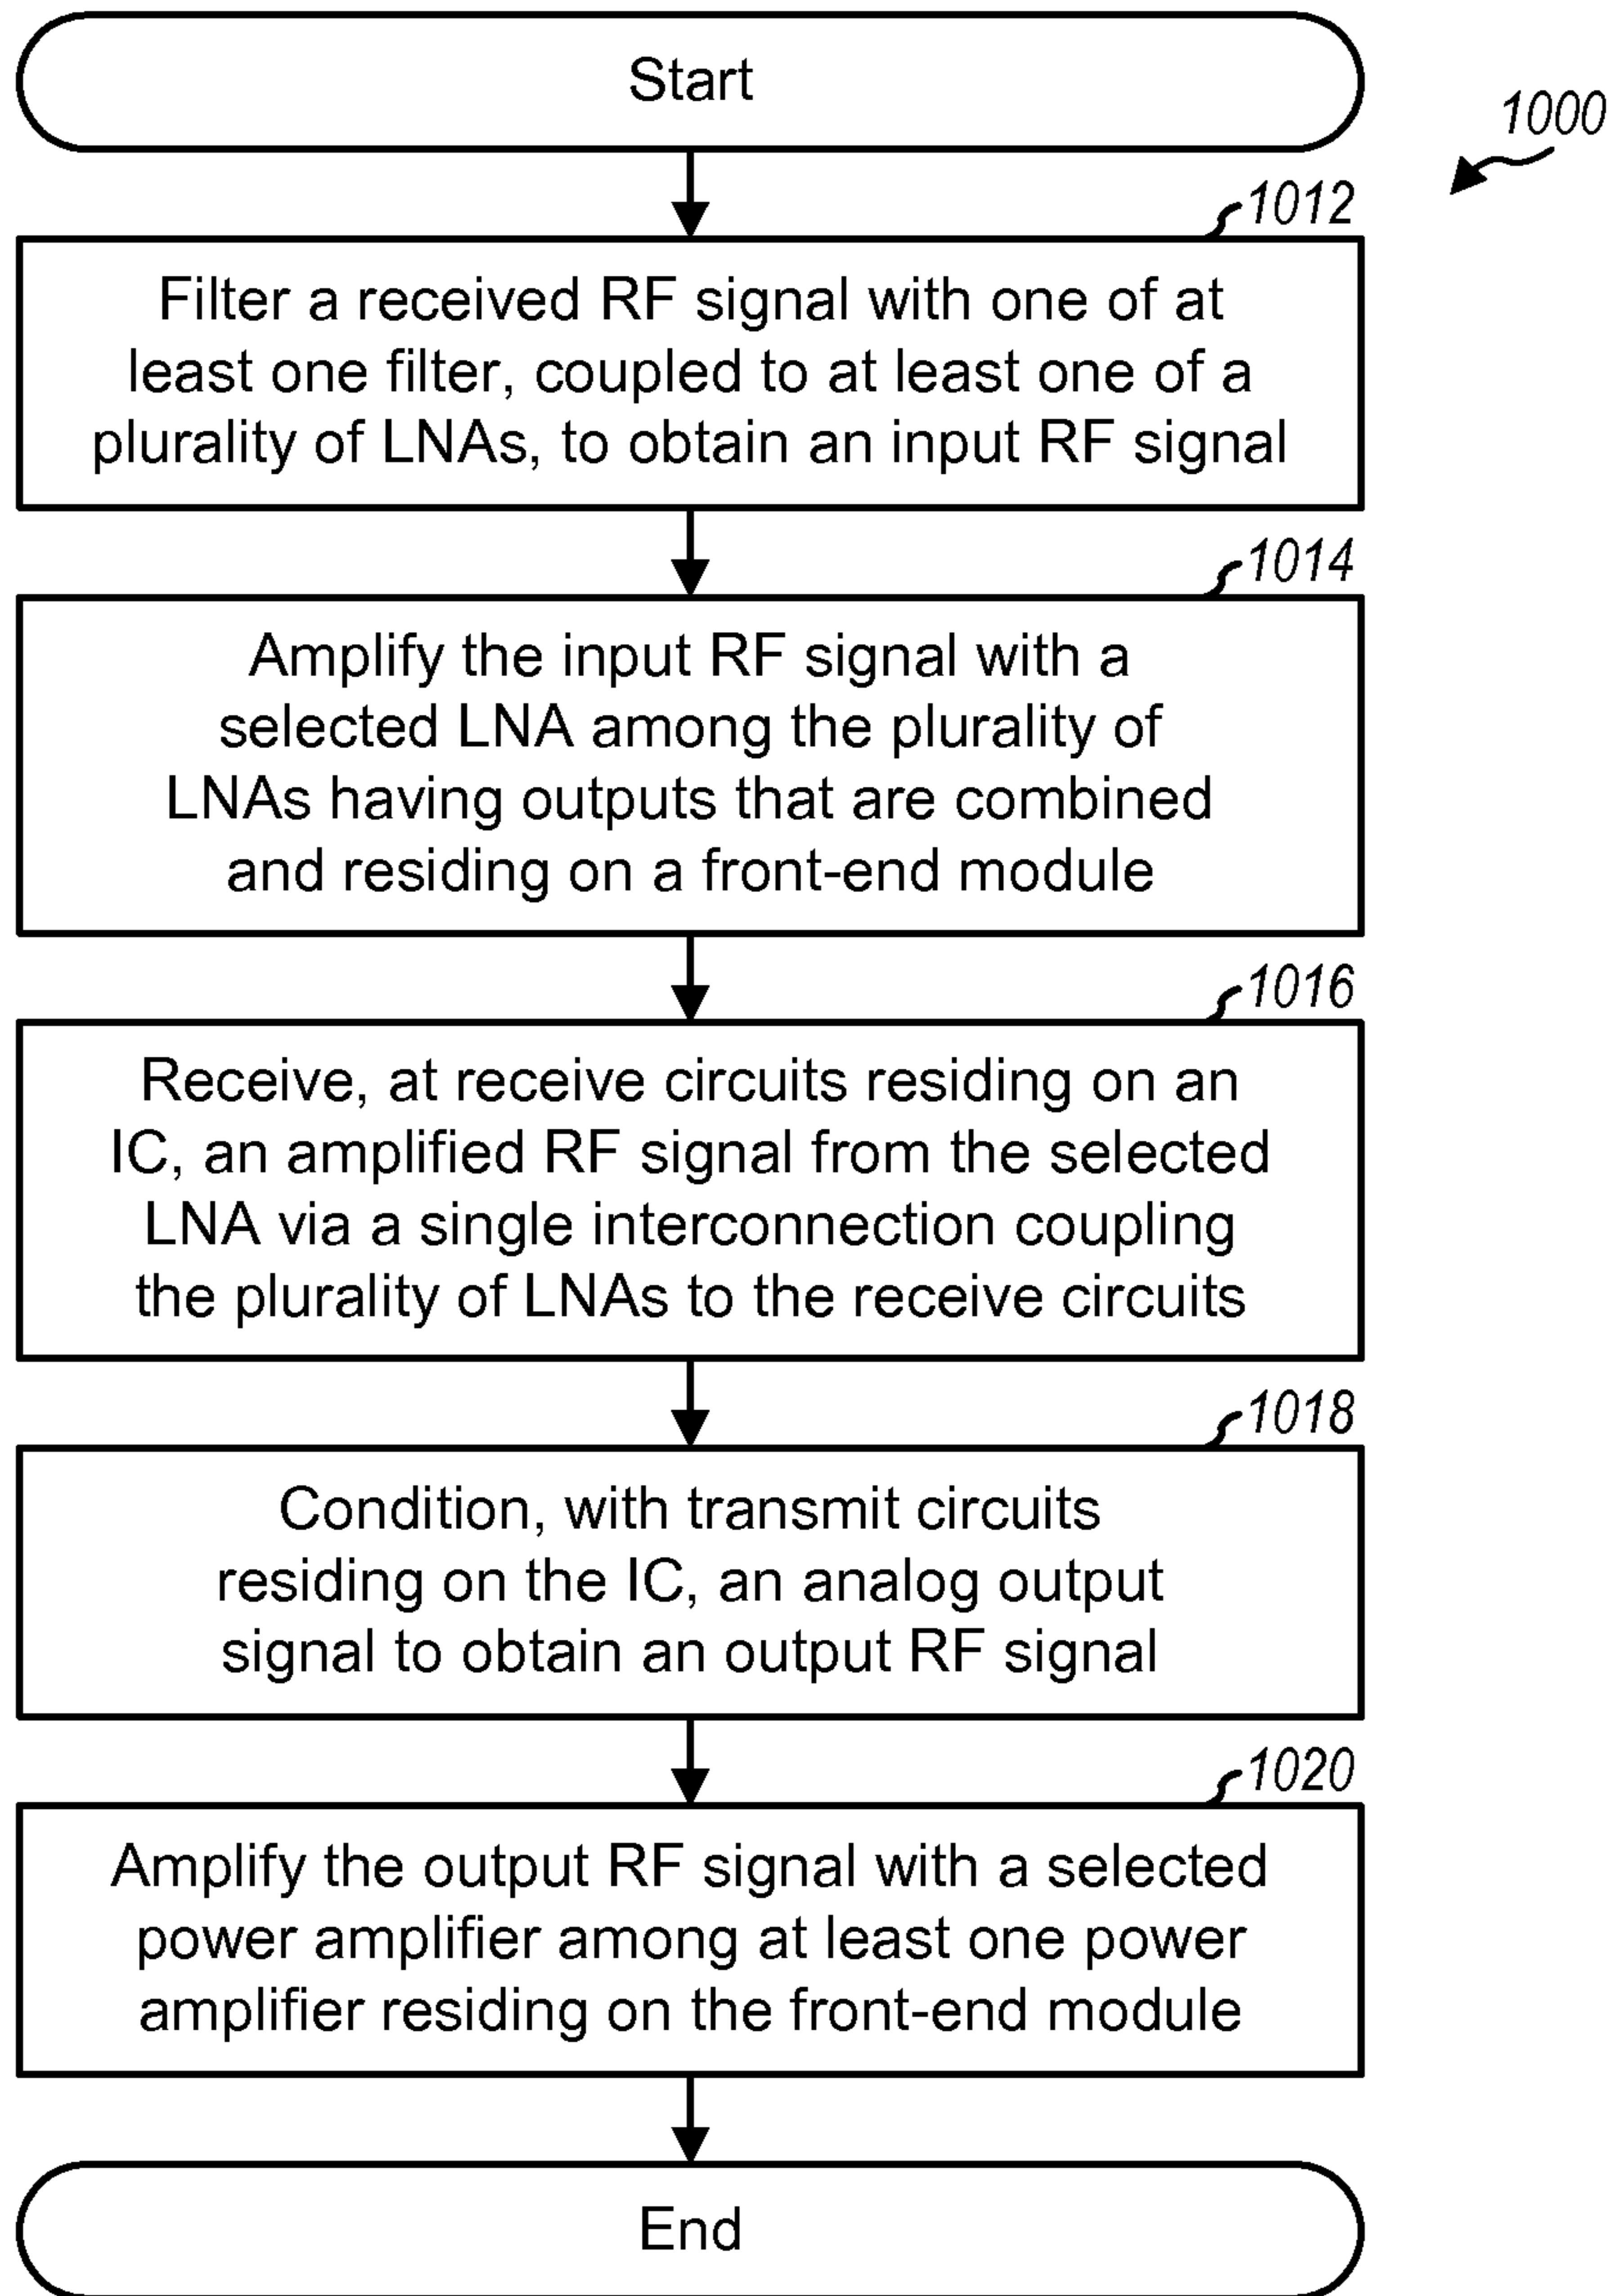 Start
1000
1012
Filter a received RF signal with one of at
least one filter, coupled to at least one of a
plurality of LNAs, to obtain an input RF signal
1014
Amplify the input RF signal with a
selected LNA among the plurality of
LNAs having outputs that are combined
and residing on a front-end module
1016
Receive, at receive circuits residing on an
IC, an amplified RF signal from the selected
LNA via a single interconnection coupling
the plurality of LNAs to the receive circuits
1018
Condition, with transmit circuits
residing on the IC, an analog output
signal to obtain an output RF signal
1020
Amplify the output RF signal with a selected
power amplifier among at least one power
amplifier residing on the front-end module
End